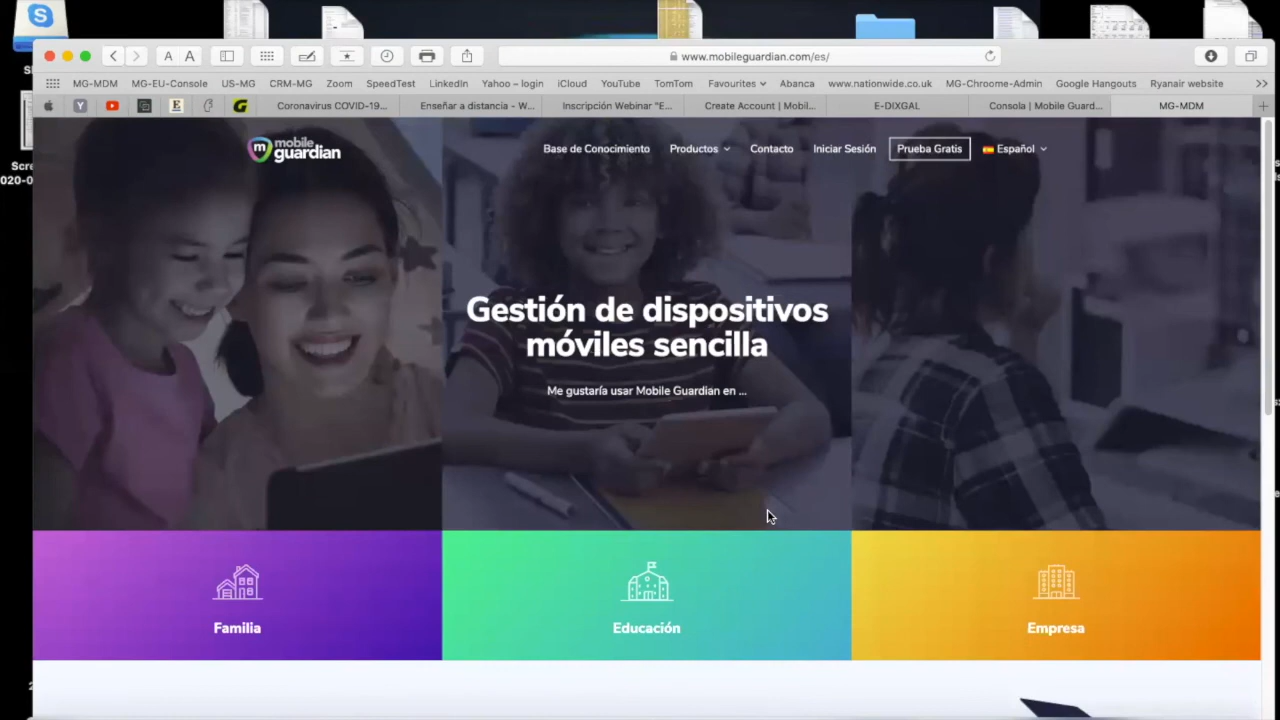 www.mobileguardian.com/es/
MG-MDM MG-EU-Console US-MG CRM-MG Zoom SpeedTest LinkedIn Yahoo – login iCloud YouTube TomTom Favourites Abanca www.nationwide.co.uk MG-Chroome-Admin Google Hangouts Ryanair website
Coronavirus COVID-19... Enseñar a distancia - W... Inscripción Webinar "E... Create Account | Mobil... E-DIXGAL Consola | Mobile Guard... MG-MDM
mobile
guardian
Base de Conocimiento Productos Contacto Iniciar Sesión Prueba Gratis Español
Gestión de dispositivos
móviles sencilla
Me gustaría usar Mobile Guardian en ...
Familia Educación Empresa